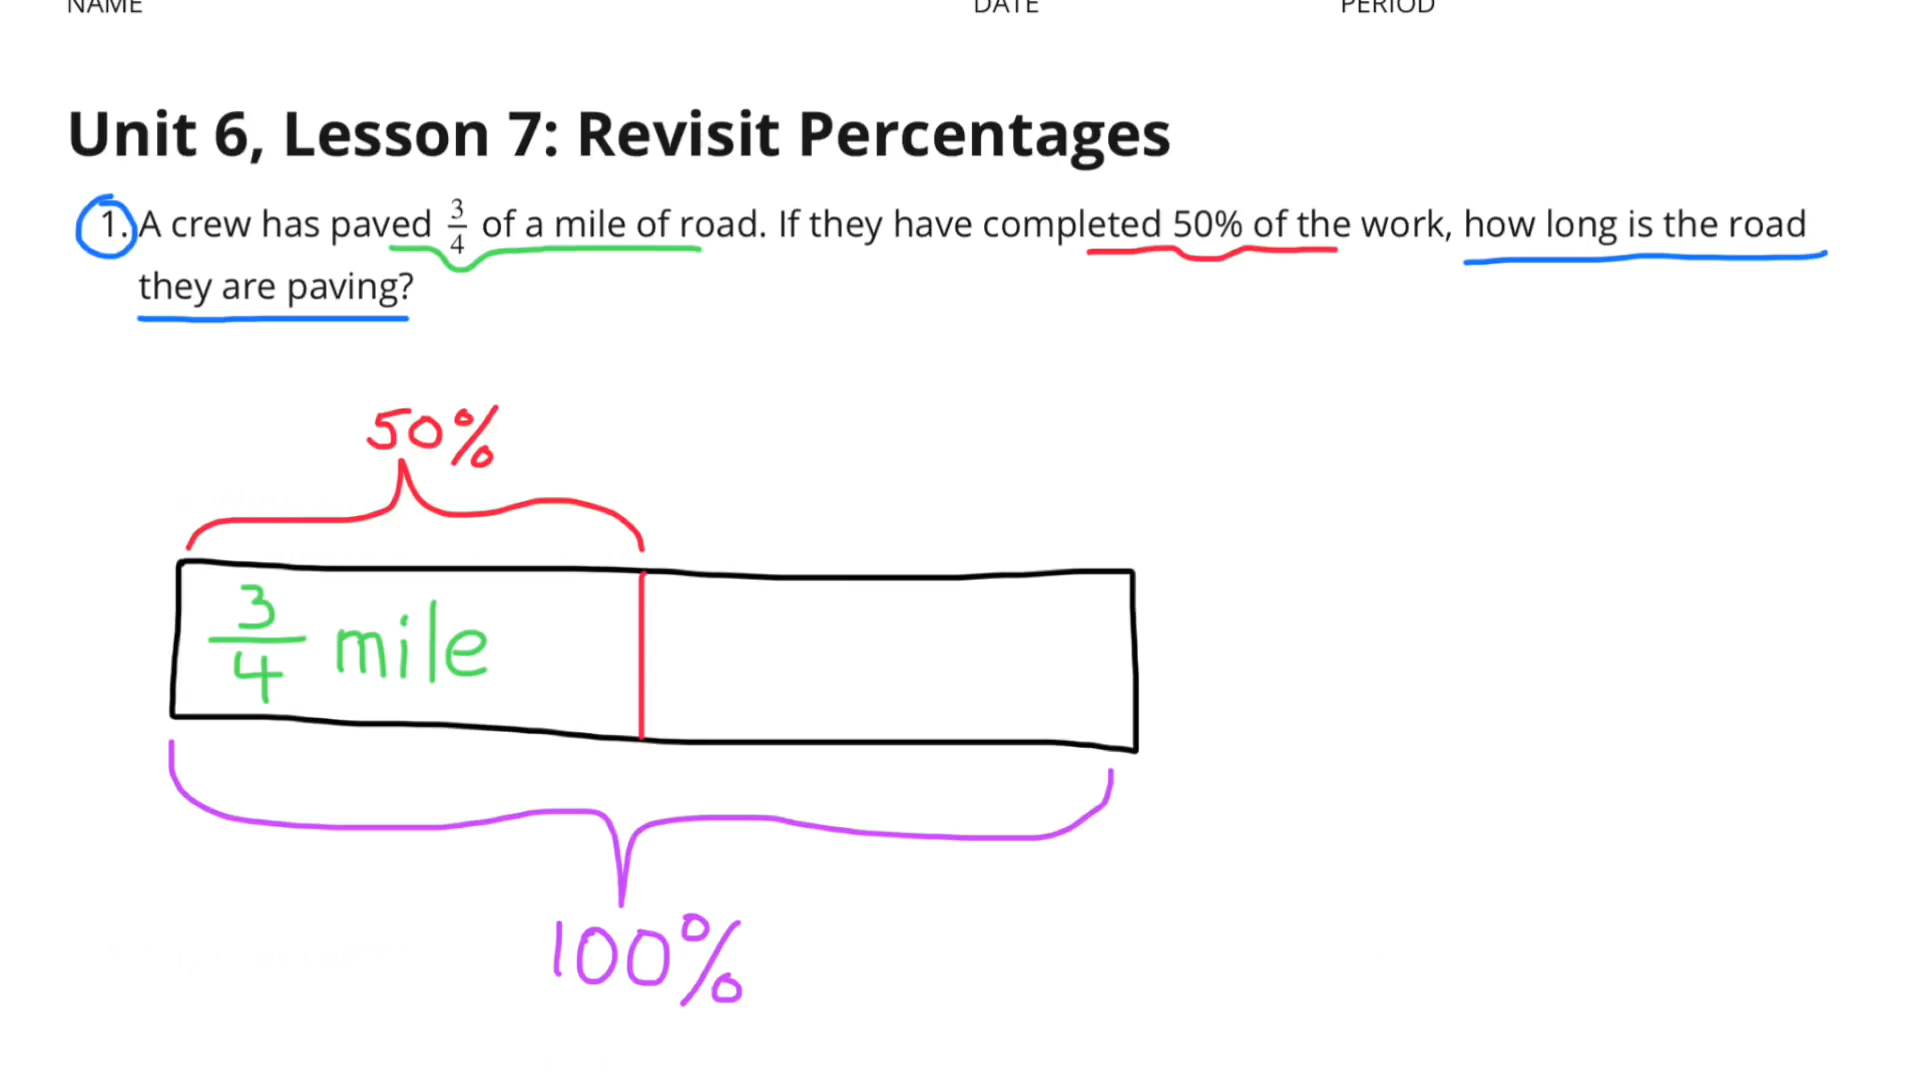 NAME DATE PERIOD
Unit 6, Lesson 7: Revisit Percentages
1. A crew has paved 3/4 of a mile of road. If they have completed 50% of the work, how long is the road
they are paving?
50%
3/4 mile
100%